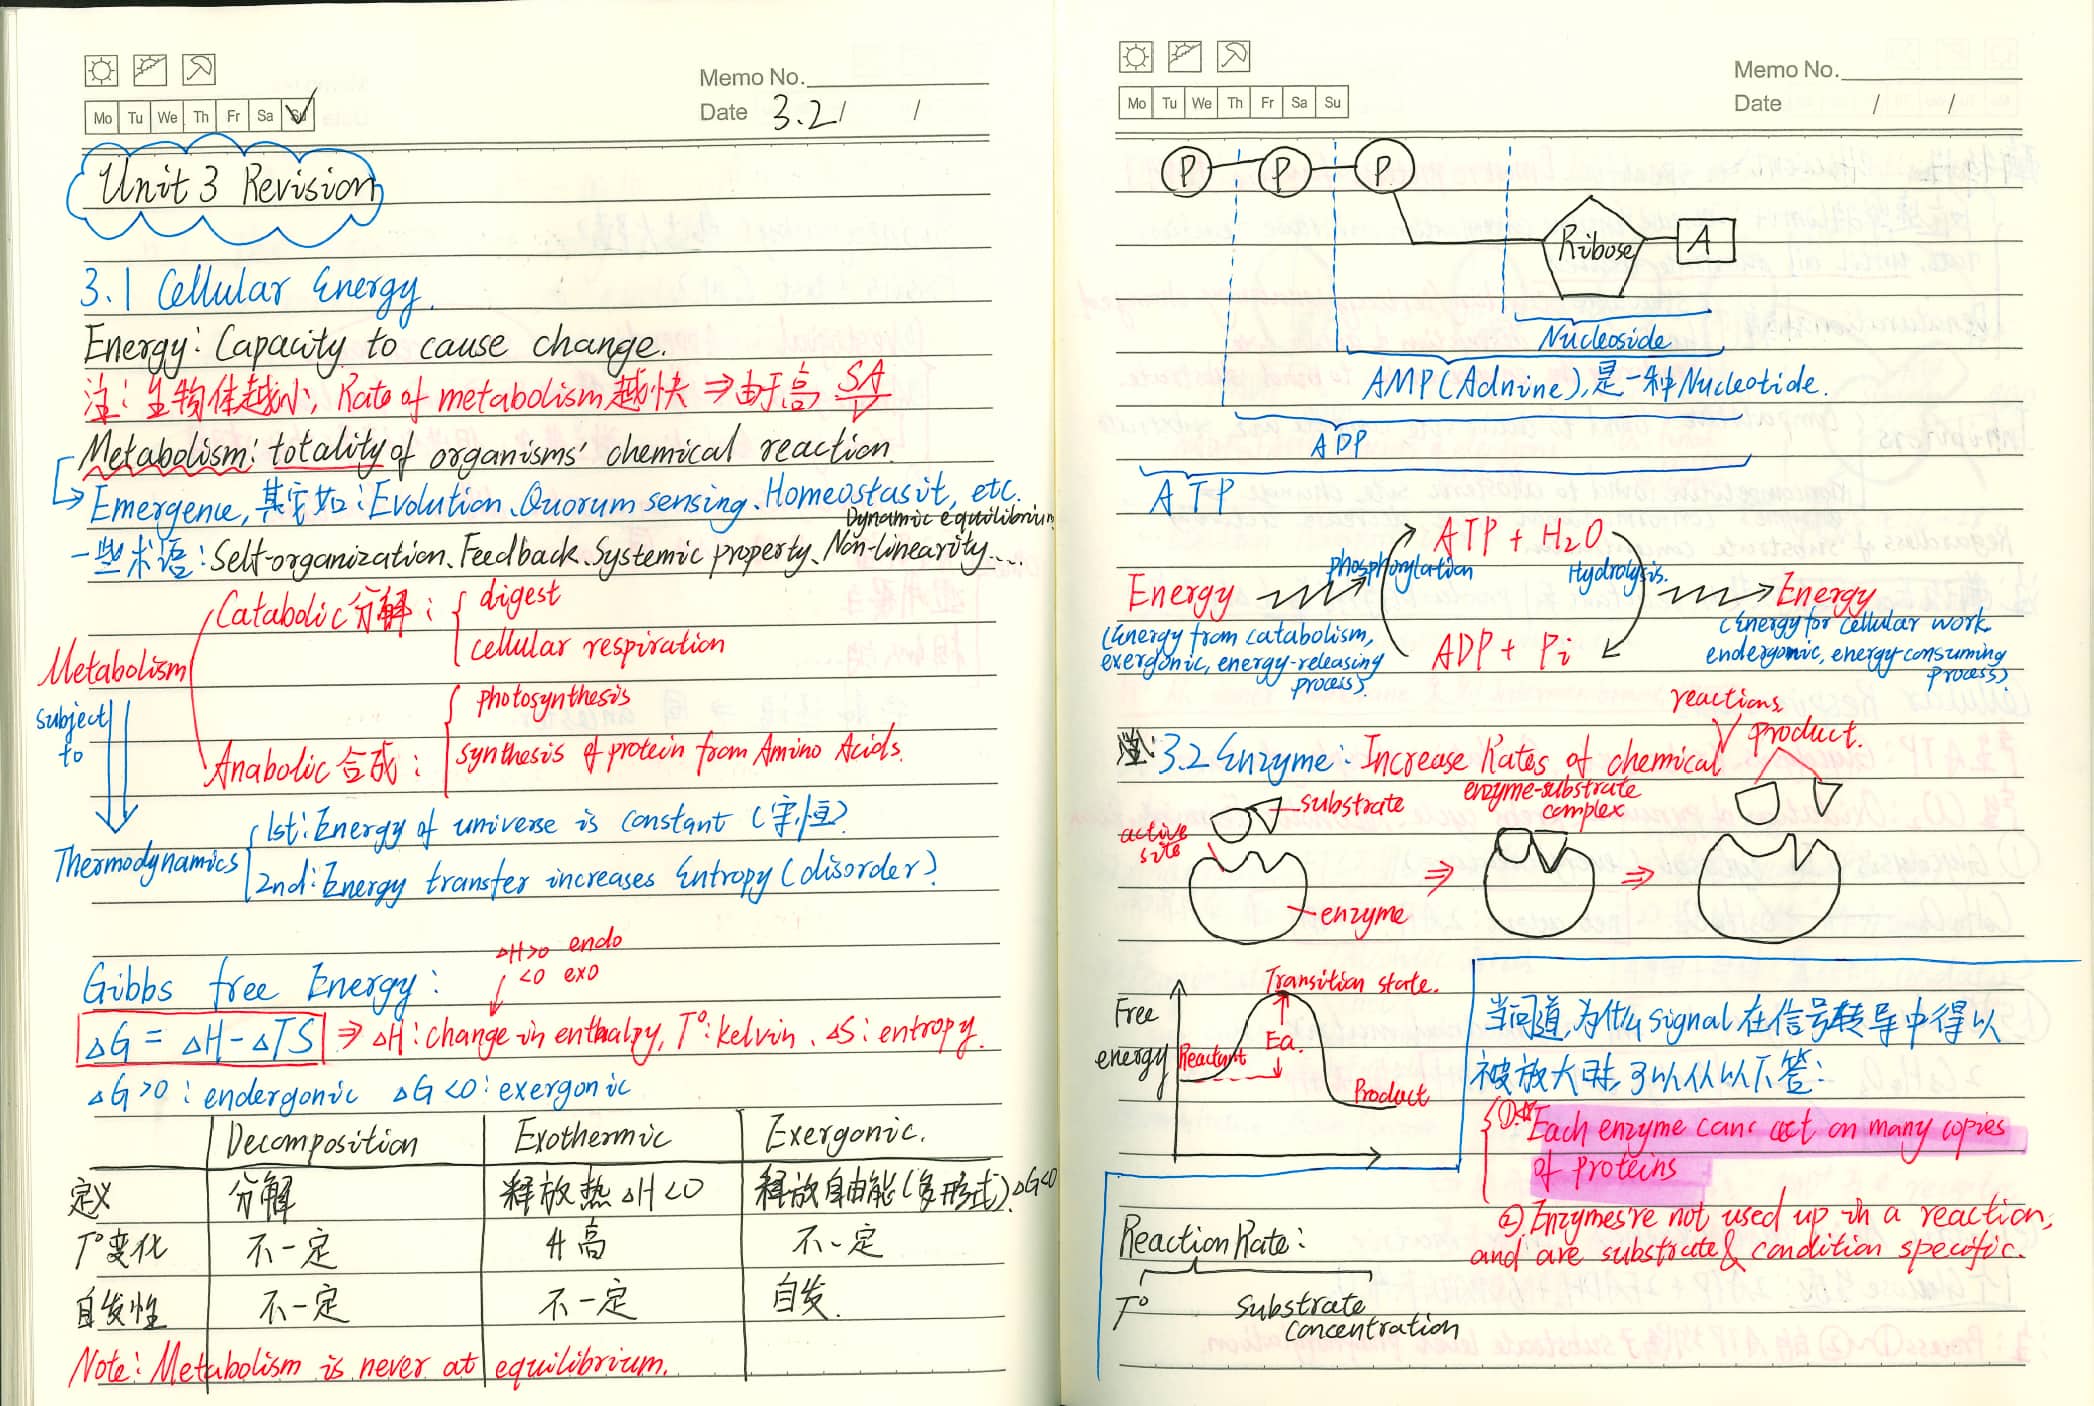 Memo No.
Mo Tu We Th Fr Sa Su
Date 3.2 / /
Unit 3 Revision
3.1 Cellular Energy.
Energy: Capacity to cause change.
注: 生物体越小, Rate of metabolism 越快 ⇒ 由于高 SA/V
Metabolism: totality of organisms' chemical reaction.
Emergence, 其它如: Evolution、Quorum sensing、Homeostasit, etc.
Dynamic equilibrium
一些术语: Self-organization、Feedback、Systemic property、Non-linearity...
Catabolic 分解: { digest
cellular respiration
Metabolism
photosynthesis
Anabolic 合成: synthesis of protein from Amino Acids.
subject to
Thermodynamics { 1st: Energy of universe is constant (守恒)
2nd: Energy transfer increases Entropy (disorder).
△H>0 endo
<0 exo
Gibbs free Energy:
△G = △H-△TS ⇒ △H: change in enthalpy, T°: kelvin、△S: entropy.
△G>0: endergonic △G<0: exergonic
Decomposition Exothermic Exergonic.
定义 分解 释放热 △H<0 释放自由能(多形式) △G<0.
T°变化 不一定 升高 不一定
自发性 不一定 不一定 自发.
Note: Metabolism is never at equilibrium.
Memo No.
Mo Tu We Th Fr Sa Su
Date / /
P P P
Ribose A
Nucleoside
AMP (Adnine), 是一种 Nucleotide.
ADP
ATP
ATP + H2O
phosphorylation Hydrolysis.
Energy Energy
ADP + Pi
(Energy from catabolism,
exergonic, energy-releasing
process).
(Energy for cellular work,
endergonic, energy-consuming
process).
注: 3.2 Enzyme: Increase Rates of chemical
reactions,
product.
substrate
enzyme-substrate
complex
active
site
⇒ ⇒
enzyme
Transition state.
Free
energy
Ea.
Reactant
Product
当问道, 为什么 signal 在信号转导中得以
被放大时, 可以从以下答:
①☆ Each enzyme canc act on many copies
of proteins
② Enzymes're not used up in a reaction,
and are substrate & condition specific.
Reaction Rate:
T° Substrate
Concentration